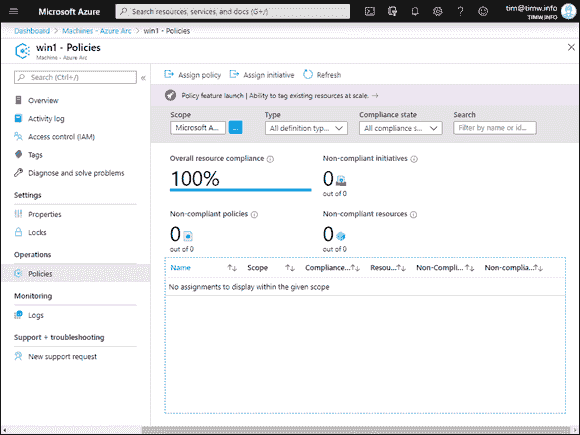 Microsoft Azure
Search resources, services, and docs (G+/)
tim@timw.info
TIMW.INFO
Dashboard > Machines - Azure Arc > win1 - Policies
win1 - Policies
Machines - Azure Arc
Search (Ctrl+/)
Overview
Activity log
Access control (IAM)
Tags
Diagnose and solve problems
Settings
Properties
Locks
Operations
Policies
Monitoring
Logs
Support + troubleshooting
New support request
Assign policy
Assign initiative
Refresh
Policy feature launch | Ability to tag existing resources at scale. →
Scope
Type
Compliance state
Search
Microsoft A...
...
All definition typ...
All compliance s...
Filter by name or id...
Overall resource compliance
100%
Non-compliant initiatives
0
out of 0
Non-compliant policies
0
out of 0
Non-compliant resources
0
out of 0
Name ↑↓ Scope ↑↓ Compliance...↑↓ Resou...↑↓ Non-Compli...↑↓ Non-complia...↑↓
No assignments to display within the given scope